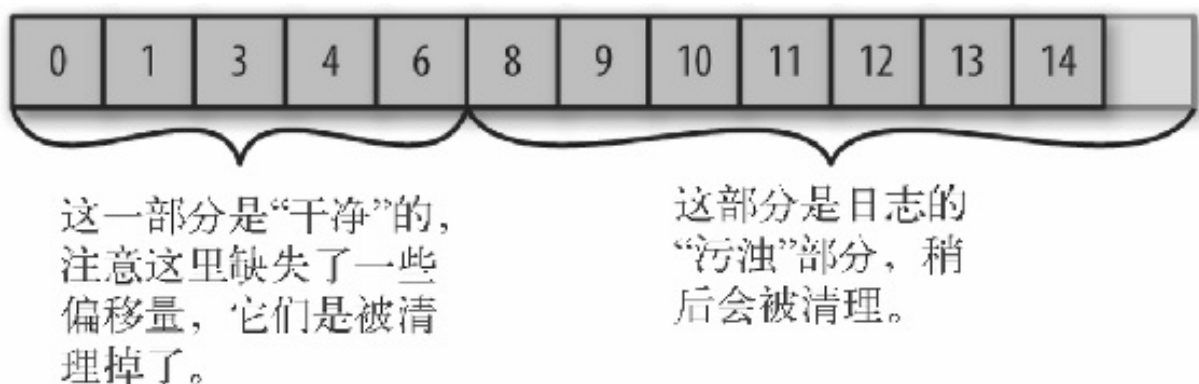 0 1 3 4 6 8 9 10 11 12 13 14
这一部分是“干净”的，
注意这里缺失了一些
偏移量，它们是被清
理掉了。
这部分是日志的
“污浊”部分，稍
后会被清理。